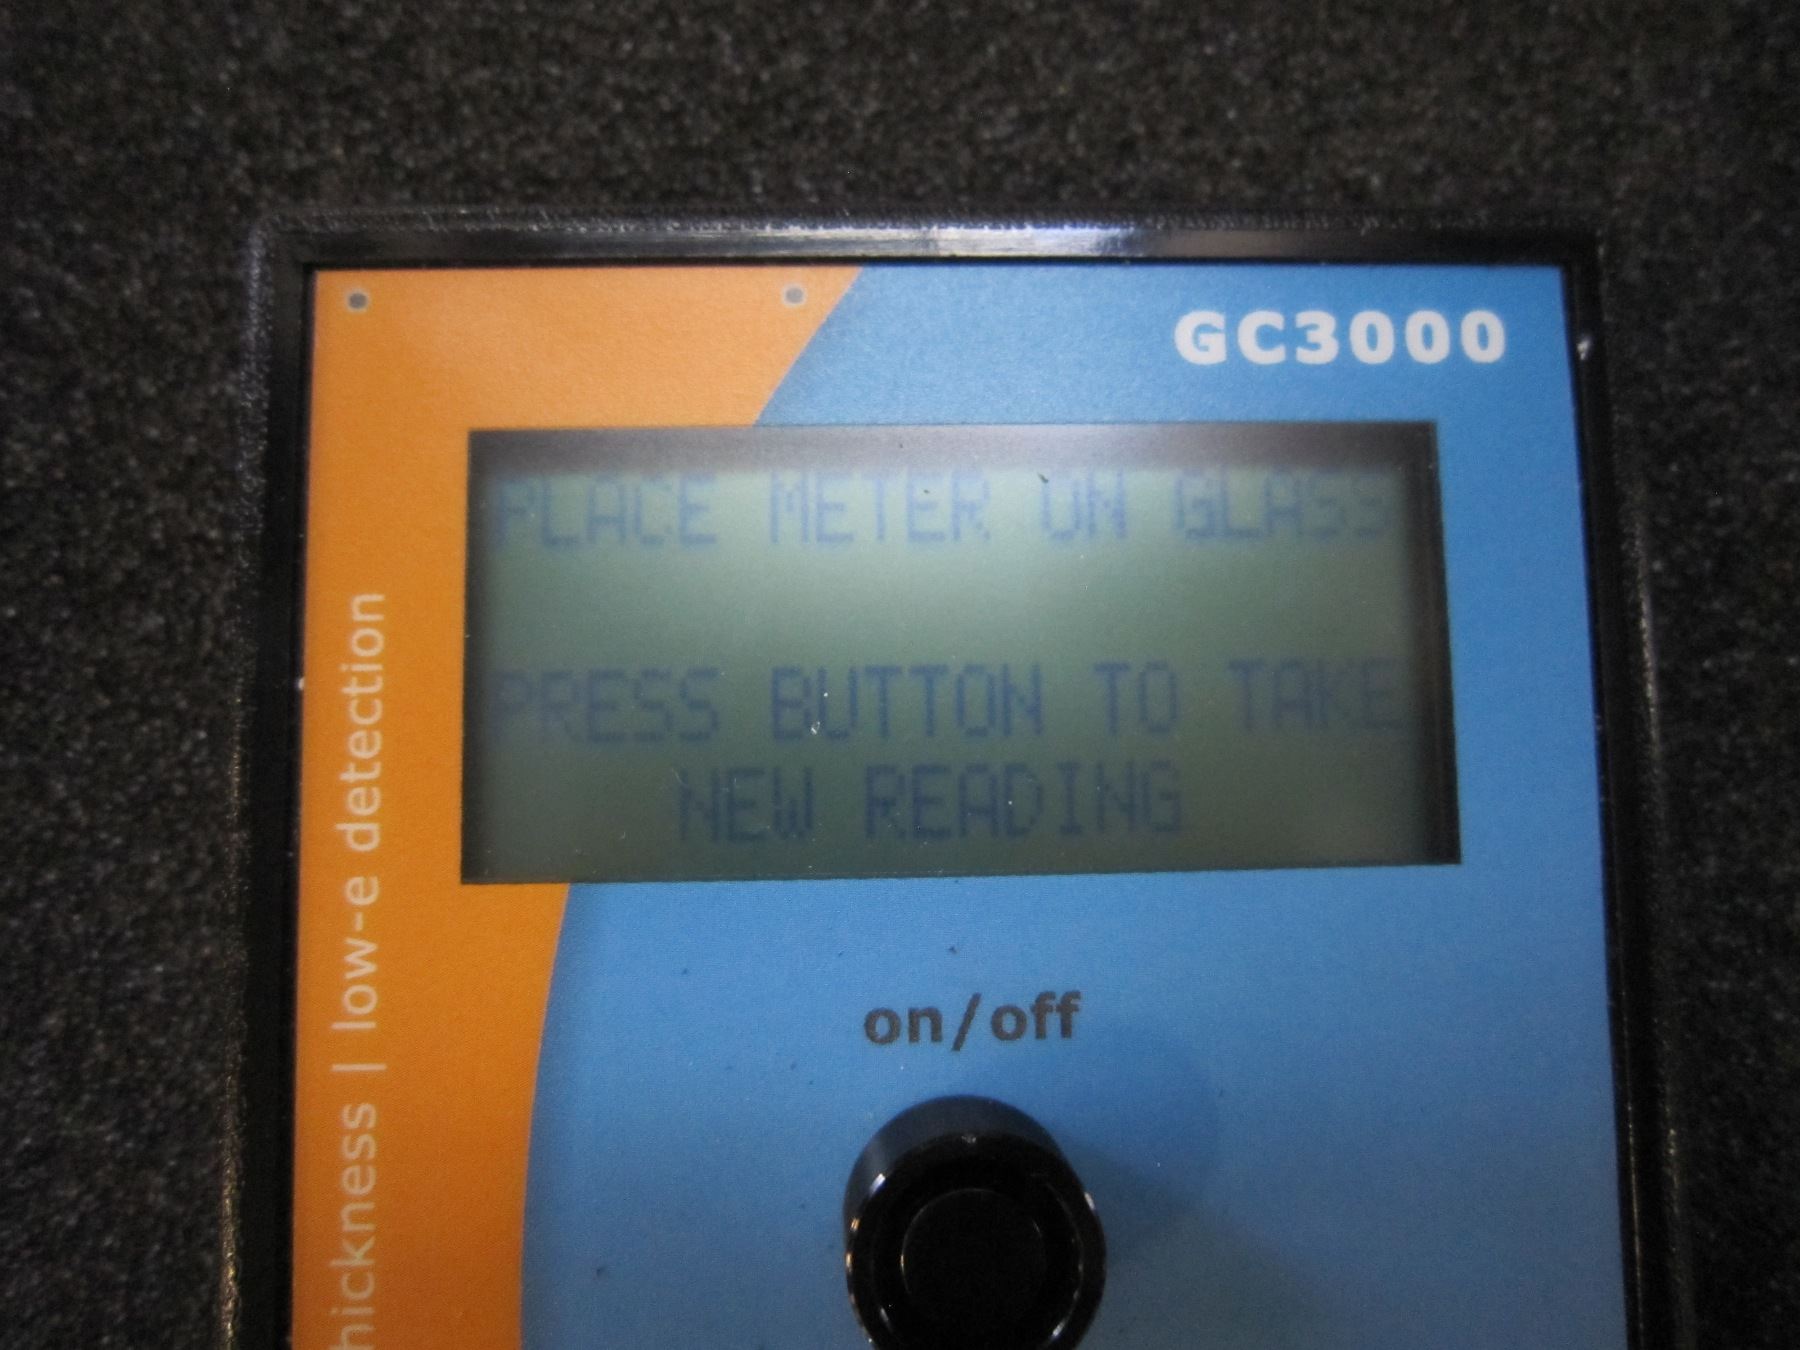 GC3000
PLACE METER ON GLASS
PRESS BUTTON TO TAKE
NEW READING
on/off
hickness | low-e detection